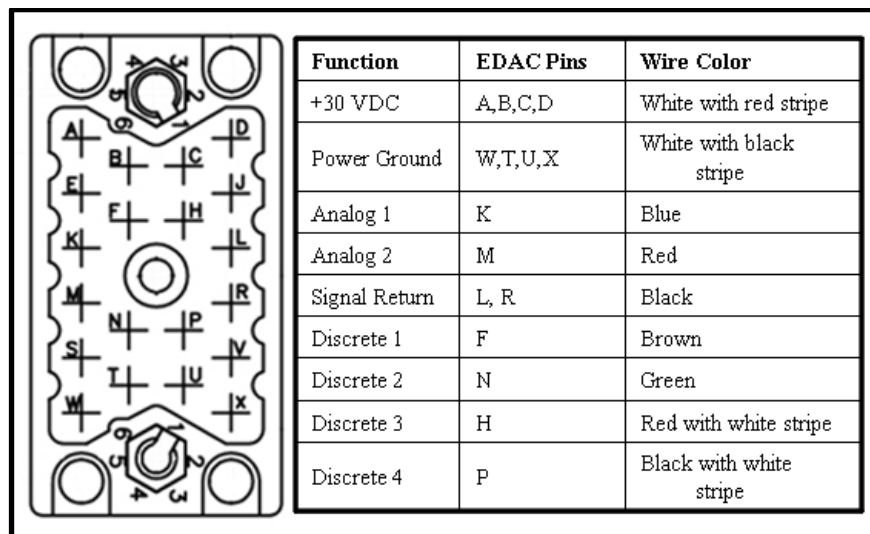 4 3
5 2
6 1
A D
B C
E J
F H
K L
M R
N P
S V
T U
W X
6 1
5 2
4 3
Function EDAC Pins Wire Color
+30 VDC A,B,C,D White with red stripe
Power Ground W,T,U,X White with black
stripe
Analog 1 K Blue
Analog 2 M Red
Signal Return L, R Black
Discrete 1 F Brown
Discrete 2 N Green
Discrete 3 H Red with white stripe
Discrete 4 P Black with white
stripe